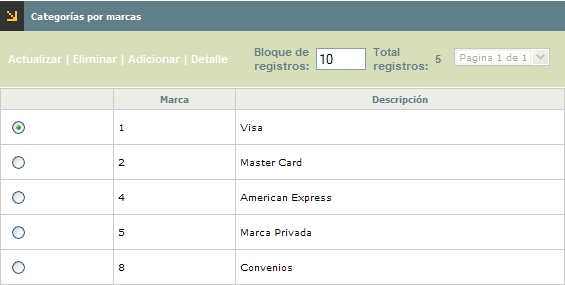 Categorías por marcas
Actualizar | Eliminar | Adicionar | Detalle
Bloque de registros: 10
Total registros: 5
Pagina 1 de 1
Marca Descripción
1 Visa
2 Master Card
4 American Express
5 Marca Privada
8 Convenios